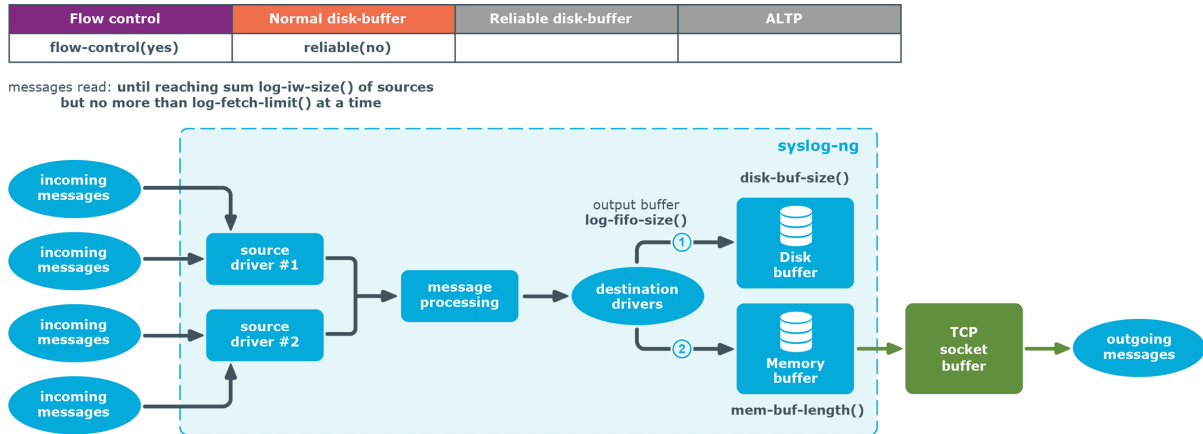 Flow control
Normal disk-buffer
Reliable disk-buffer
ALTP
flow-control(yes)
reliable(no)
messages read: until reaching sum log-iw-size() of sources
but no more than log-fetch-limit() at a time
syslog-ng
incoming
messages
incoming
messages
incoming
messages
incoming
messages
source
driver #1
source
driver #2
message
processing
output buffer
log-fifo-size()
destination
drivers
1
2
disk-buf-size()
Disk
buffer
Memory
buffer
mem-buf-length()
TCP
socket
buffer
outgoing
messages